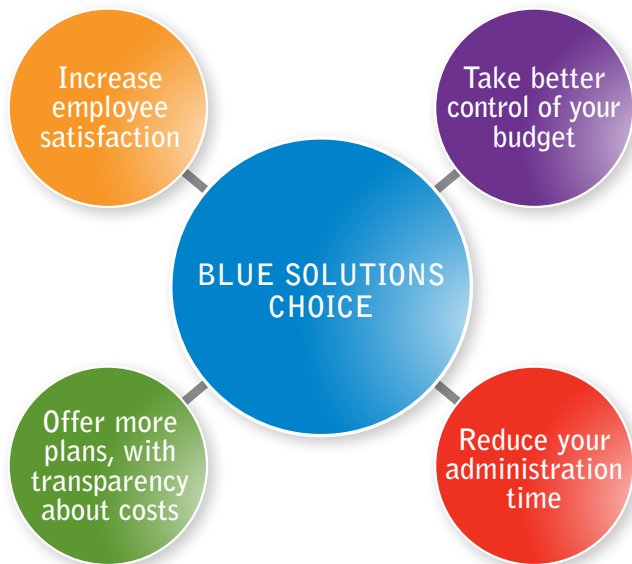 Increase
employee
satisfaction
Take better
control of your
budget
BLUE SOLUTIONS
CHOICE
Offer more
plans, with
transparency
about costs
Reduce your
administration
time